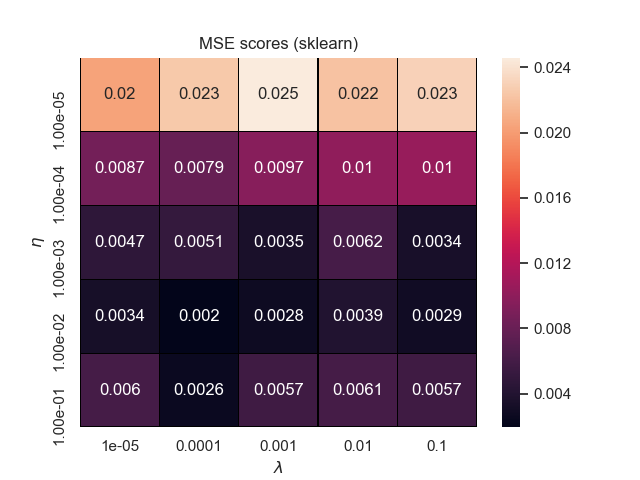 MSE scores (sklearn)
η
1.00e-05 0.02 0.023 0.025 0.022 0.023
1.00e-04 0.0087 0.0079 0.0097 0.01 0.01
1.00e-03 0.0047 0.0051 0.0035 0.0062 0.0034
1.00e-02 0.0034 0.002 0.0028 0.0039 0.0029
1.00e-01 0.006 0.0026 0.0057 0.0061 0.0057
1e-05 0.0001 0.001 0.01 0.1
λ
0.024
0.020
0.016
0.012
0.008
0.004